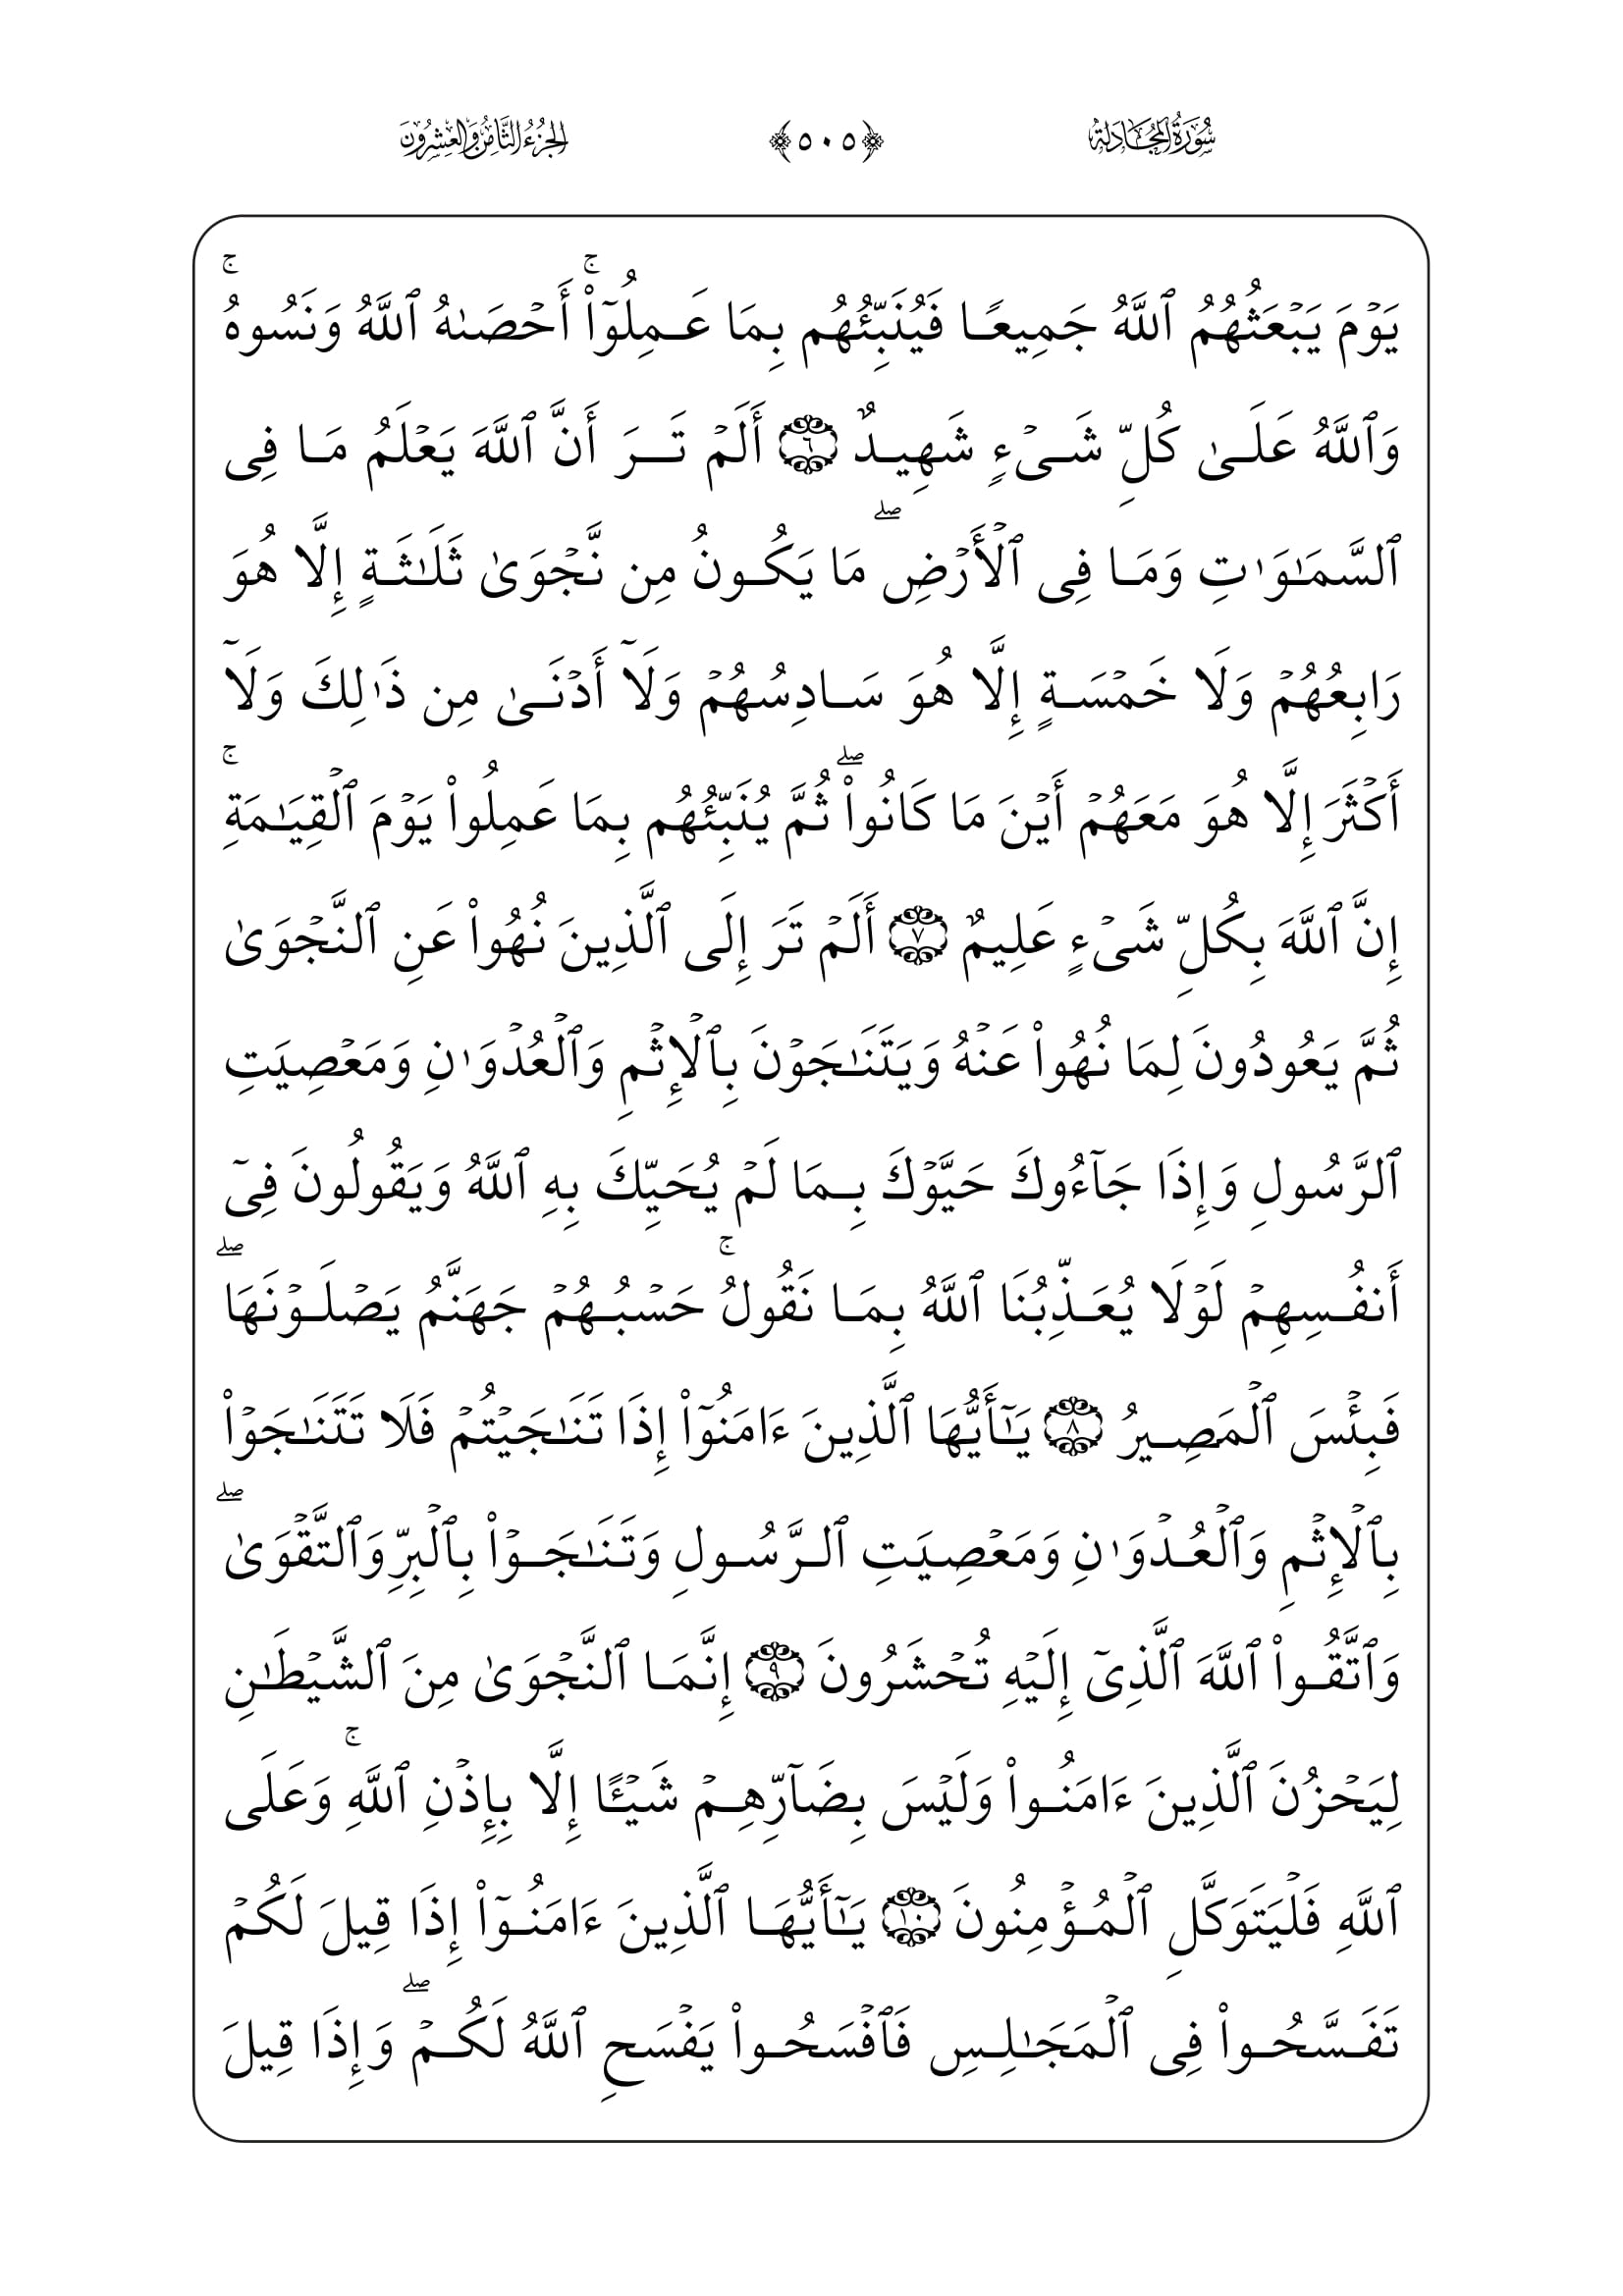 سُورَةُ المُجَادلة ﴿٥٠٥﴾ الجُزءُ الثَّامِنُ وَالعِشرُونَ
يَوۡمَ يَبۡعَثُهُمُ ٱللَّهُ جَمِيعًا فَيُنَبِّئُهُم بِمَا عَمِلُوٓاْۚ أَحۡصَىٰهُ ٱللَّهُ وَنَسُوهُۚ
وَٱللَّهُ عَلَىٰ كُلِّ شَىۡءٍ شَهِيدٌ ٦ أَلَمۡ تَرَ أَنَّ ٱللَّهَ يَعۡلَمُ مَا فِى
ٱلسَّمَٰوَٰتِ وَمَا فِى ٱلۡأَرۡضِۖ مَا يَكُونُ مِن نَّجۡوَىٰ ثَلَٰثَةٍ إِلَّا هُوَ
رَابِعُهُمۡ وَلَا خَمۡسَةٍ إِلَّا هُوَ سَادِسُهُمۡ وَلَآ أَدۡنَىٰ مِن ذَٰلِكَ وَلَآ
أَكۡثَرَ إِلَّا هُوَ مَعَهُمۡ أَيۡنَ مَا كَانُواْۖ ثُمَّ يُنَبِّئُهُم بِمَا عَمِلُواْ يَوۡمَ ٱلۡقِيَٰمَةِۚ
إِنَّ ٱللَّهَ بِكُلِّ شَىۡءٍ عَلِيمٌ ٧ أَلَمۡ تَرَ إِلَى ٱلَّذِينَ نُهُواْ عَنِ ٱلنَّجۡوَىٰ
ثُمَّ يَعُودُونَ لِمَا نُهُواْ عَنۡهُ وَيَتَنَٰجَوۡنَ بِٱلۡإِثۡمِ وَٱلۡعُدۡوَٰنِ وَمَعۡصِيَتِ
ٱلرَّسُولِ وَإِذَا جَآءُوكَ حَيَّوۡكَ بِمَا لَمۡ يُحَيِّكَ بِهِ ٱللَّهُ وَيَقُولُونَ فِىٓ
أَنفُسِهِمۡ لَوۡلَا يُعَذِّبُنَا ٱللَّهُ بِمَا نَقُولُۚ حَسۡبُهُمۡ جَهَنَّمُ يَصۡلَوۡنَهَاۖ
فَبِئۡسَ ٱلۡمَصِيرُ ٨ يَٰٓأَيُّهَا ٱلَّذِينَ ءَامَنُوٓاْ إِذَا تَنَٰجَيۡتُمۡ فَلَا تَتَنَٰجَوۡاْ
بِٱلۡإِثۡمِ وَٱلۡعُدۡوَٰنِ وَمَعۡصِيَتِ ٱلرَّسُولِ وَتَنَٰجَوۡاْ بِٱلۡبِرِّ وَٱلتَّقۡوَىٰۖ
وَٱتَّقُواْ ٱللَّهَ ٱلَّذِىٓ إِلَيۡهِ تُحۡشَرُونَ ٩ إِنَّمَا ٱلنَّجۡوَىٰ مِنَ ٱلشَّيۡطَٰنِ
لِيَحۡزُنَ ٱلَّذِينَ ءَامَنُواْ وَلَيۡسَ بِضَآرِّهِمۡ شَيۡـًٔا إِلَّا بِإِذۡنِ ٱللَّهِۚ وَعَلَى
ٱللَّهِ فَلۡيَتَوَكَّلِ ٱلۡمُؤۡمِنُونَ ١٠ يَٰٓأَيُّهَا ٱلَّذِينَ ءَامَنُوٓاْ إِذَا قِيلَ لَكُمۡ
تَفَسَّحُواْ فِى ٱلۡمَجَٰلِسِ فَٱفۡسَحُواْ يَفۡسَحِ ٱللَّهُ لَكُمۡۖ وَإِذَا قِيلَ